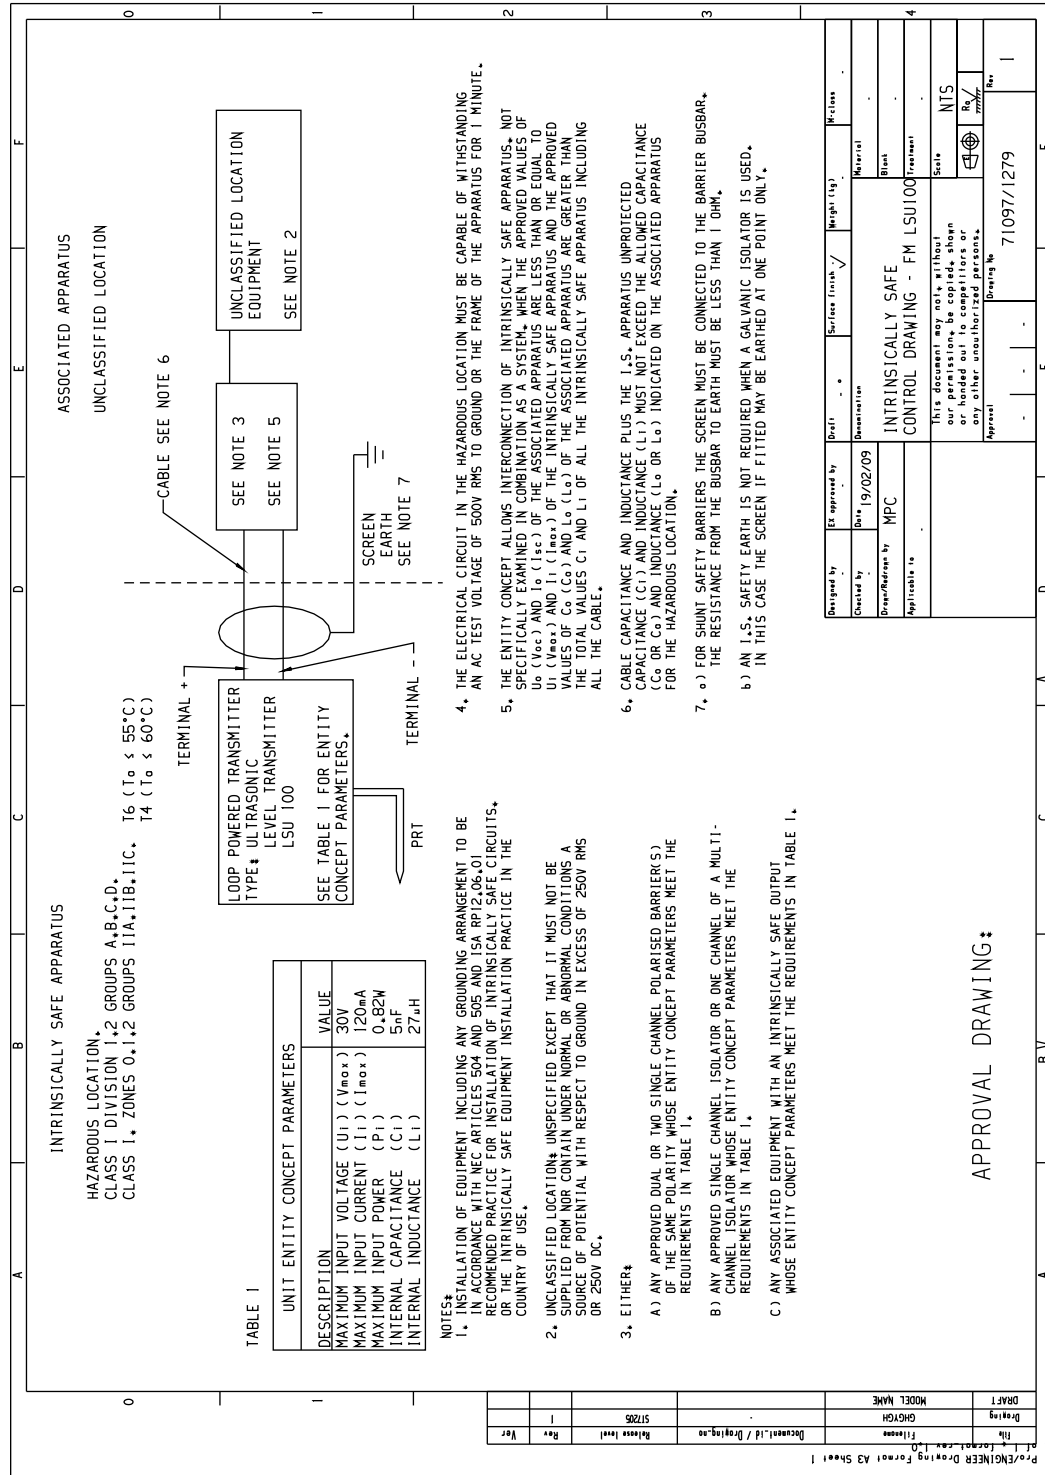 INTRINSICALLY SAFE APPARATUS
HAZARDOUS LOCATION.
CLASS I DIVISION 1,2 GROUPS A,B,C,D.
CLASS I, ZONES 0,1,2 GROUPS IIA,IIB,IIC.
T6 (Ta ≤ 55°C)
T4 (Ta ≤ 60°C)
ASSOCIATED APPARATUS
UNCLASSIFIED LOCATION
TABLE 1
UNIT ENTITY CONCEPT PARAMETERS
DESCRIPTION VALUE
MAXIMUM INPUT VOLTAGE (Ui) (Vmax) 30V
MAXIMUM INPUT CURRENT (Ii) (Imax) 120mA
MAXIMUM INPUT POWER (Pi) 0.82W
INTERNAL CAPACITANCE (Ci) 5nF
INTERNAL INDUCTANCE (Li) 27uH
LOOP POWERED TRANSMITTER
TYPE: ULTRASONIC
LEVEL TRANSMITTER
LSU 100
SEE TABLE 1 FOR ENTITY
CONCEPT PARAMETERS.
TERMINAL +
TERMINAL -
PRT
CABLE SEE NOTE 6
SCREEN
EARTH
SEE NOTE 7
SEE NOTE 3
SEE NOTE 5
UNCLASSIFIED LOCATION
EQUIPMENT
SEE NOTE 2
NOTES:
1. INSTALLATION OF EQUIPMENT INCLUDING ANY GROUNDING ARRANGEMENT TO BE
IN ACCORDANCE WITH NEC ARTICLES 504 AND 505 AND ISA RP12.06.01
RECOMMENDED PRACTICE FOR INSTALLATION OF INTRINSICALLY SAFE CIRCUITS.
OR THE INTRINSICALLY SAFE EQUIPMENT INSTALLATION PRACTICE IN THE
COUNTRY OF USE.
2. UNCLASSIFIED LOCATION: UNSPECIFIED EXCEPT THAT IT MUST NOT BE
SUPPLIED FROM NOR CONTAIN UNDER NORMAL OR ABNORMAL CONDITIONS A
SOURCE OF POTENTIAL WITH RESPECT TO GROUND IN EXCESS OF 250V RMS
OR 250V DC.
3. EITHER:
A) ANY APPROVED DUAL OR TWO SINGLE CHANNEL POLARISED BARRIER(S)
OF THE SAME POLARITY WHOSE ENTITY CONCEPT PARAMETERS MEET THE
REQUIREMENTS IN TABLE 1.
B) ANY APPROVED SINGLE CHANNEL ISOLATOR OR ONE CHANNEL OF A MULTI-
CHANNEL ISOLATOR WHOSE ENTITY CONCEPT PARAMETERS MEET THE
REQUIREMENTS IN TABLE 1.
C) ANY ASSOCIATED EQUIPMENT WITH AN INTRINSICALLY SAFE OUTPUT
WHOSE ENTITY CONCEPT PARAMETERS MEET THE REQUIREMENTS IN TABLE 1.
4. THE ELECTRICAL CIRCUIT IN THE HAZARDOUS LOCATION MUST BE CAPABLE OF WITHSTANDING
AN AC TEST VOLTAGE OF 500V RMS TO GROUND OR THE FRAME OF THE APPARATUS FOR 1 MINUTE.
5. THE ENTITY CONCEPT ALLOWS INTERCONNECTION OF INTRINSICALLY SAFE APPARATUS, NOT
SPECIFICALLY EXAMINED IN COMBINATION AS A SYSTEM, WHEN THE APPROVED VALUES OF
Uo (Voc) AND Io (Isc) OF THE ASSOCIATED APPARATUS ARE LESS THAN OR EQUAL TO
Ui (Vmax) AND Ii (Imax) OF THE INTRINSICALLY SAFE APPARATUS AND THE APPROVED
VALUES OF Co (Ca) AND Lo (La) OF THE ASSOCIATED APPARATUS ARE GREATER THAN
THE TOTAL VALUES Ci AND Li OF ALL THE INTRINSICALLY SAFE APPARATUS INCLUDING
ALL THE CABLE.
6. CABLE CAPACITANCE AND INDUCTANCE PLUS THE I.S. APPARATUS UNPROTECTED
CAPACITANCE (Ci) AND INDUCTANCE (Li) MUST NOT EXCEED THE ALLOWED CAPACITANCE
(Co OR Ca) AND INDUCTANCE (Lo OR La) INDICATED ON THE ASSOCIATED APPARATUS
FOR THE HAZARDOUS LOCATION.
7. a) FOR SHUNT SAFETY BARRIERS THE SCREEN MUST BE CONNECTED TO THE BARRIER BUSBAR.
THE RESISTANCE FROM THE BUSBAR TO EARTH MUST BE LESS THAN 1 OHM.
b) AN I.S. SAFETY EARTH IS NOT REQUIRED WHEN A GALVANIC ISOLATOR IS USED.
IN THIS CASE THE SCREEN IF FITTED MAY BE EARTHED AT ONE POINT ONLY.
APPROVAL DRAWING:
Designed by
EX approved by
Draft
Surface finish
Weight (kg)
M-class
Checked by
Date 19/02/09
Denomination
Material
Drawn/Redrawn by MPC
INTRINSICALLY SAFE
CONTROL DRAWING - FM LSU100
Blank
Treatment
Applicable to
This document may not, without
our permission, be copied, shown
or handed out to competitors or
any other unauthorized persons.
Scale NTS
Ra
Approval
Drawing No
71097/1279
Rev
1
Ver
Rev 1
Release level S17205
Document_id / Drawing_no
Filename GHGYGH
MODEL NAME
File
Drawing
DRAFT
Pro/ENGINEER Drawing Format A3 Sheet 1
of 1 , format_rev 1.0
A B C D E F
0 1 2 3 4